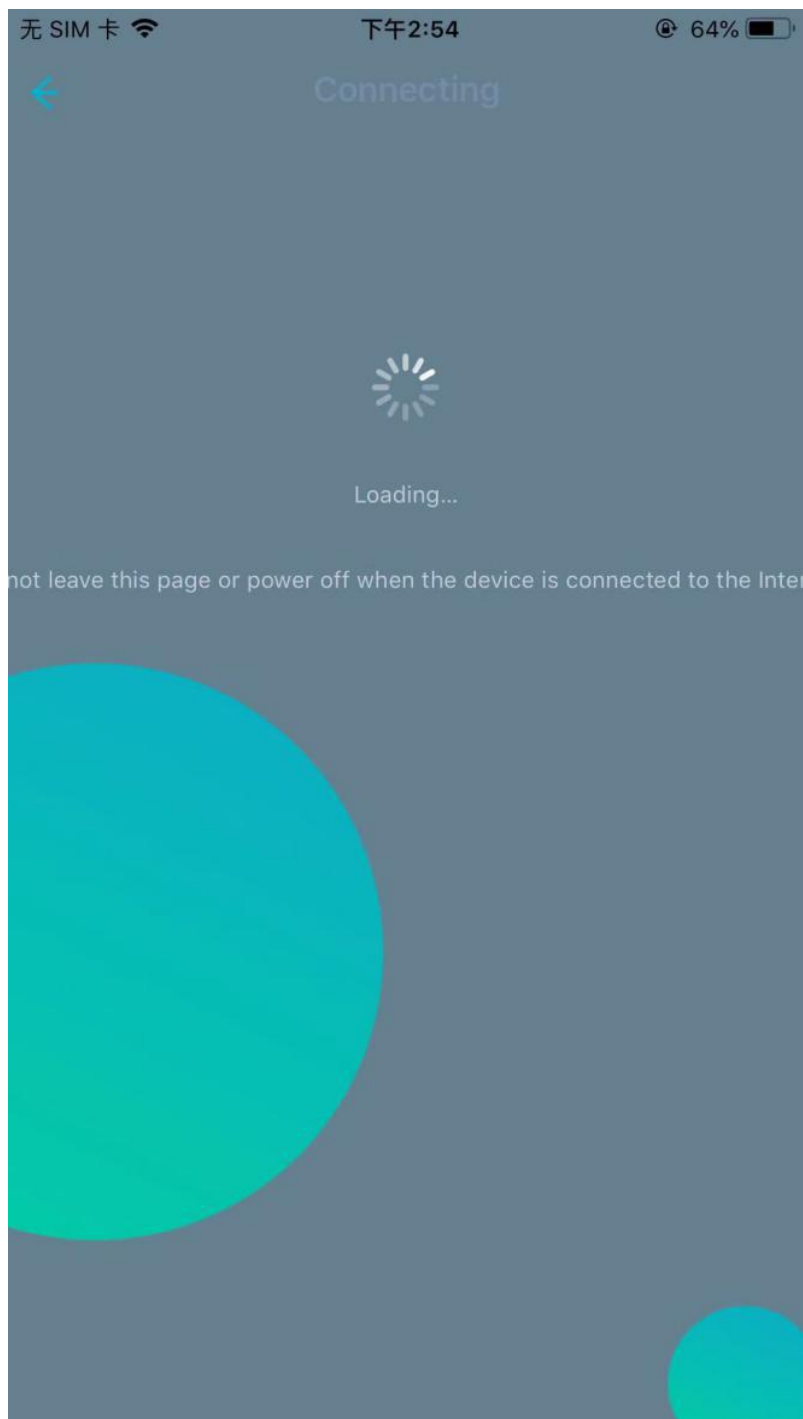 无 SIM 卡 下午2:54 64%
Connecting
Loading...
not leave this page or power off when the device is connected to the Inter